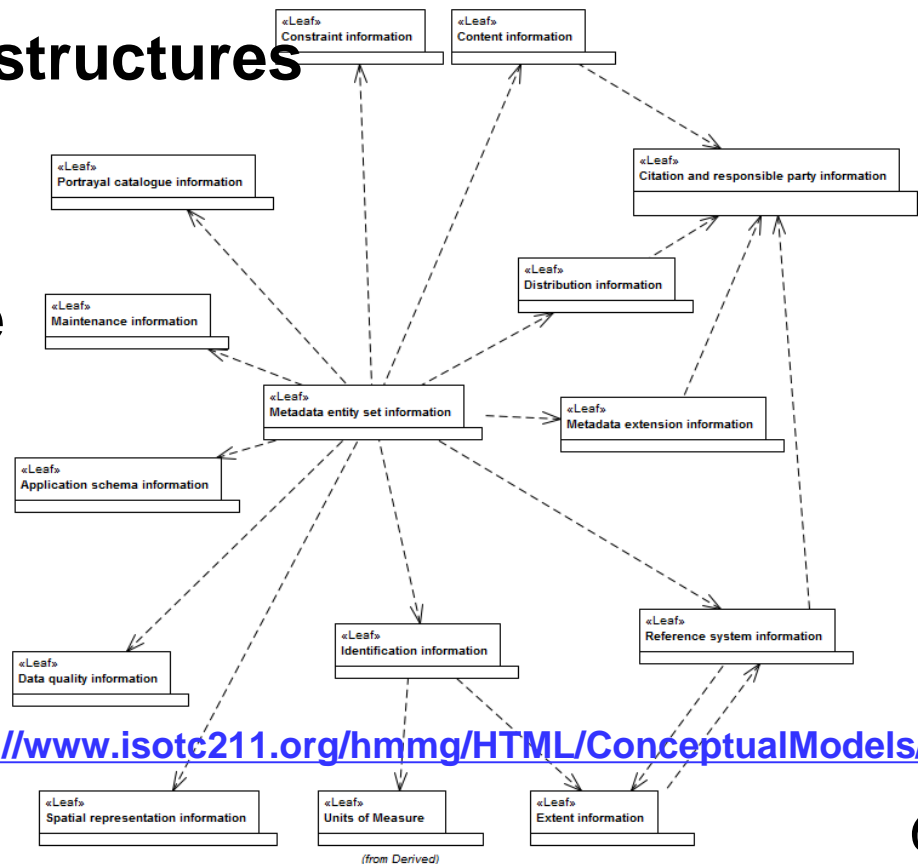 «Leaf»
Constraint information
«Leaf»
Content information
structures
«Leaf»
Portrayal catalogue information
«Leaf»
Citation and responsible party information
«Leaf»
Distribution information
«Leaf»
Maintenance information
e
«Leaf»
Metadata entity set information
«Leaf»
Metadata extension information
«Leaf»
Application schema information
«Leaf»
Reference system information
«Leaf»
Identification information
«Leaf»
Data quality information
//www.isotc211.org/hmmg/HTML/ConceptualModels/
«Leaf»
Spatial representation information
«Leaf»
Units of Measure
(from Derived)
«Leaf»
Extent information